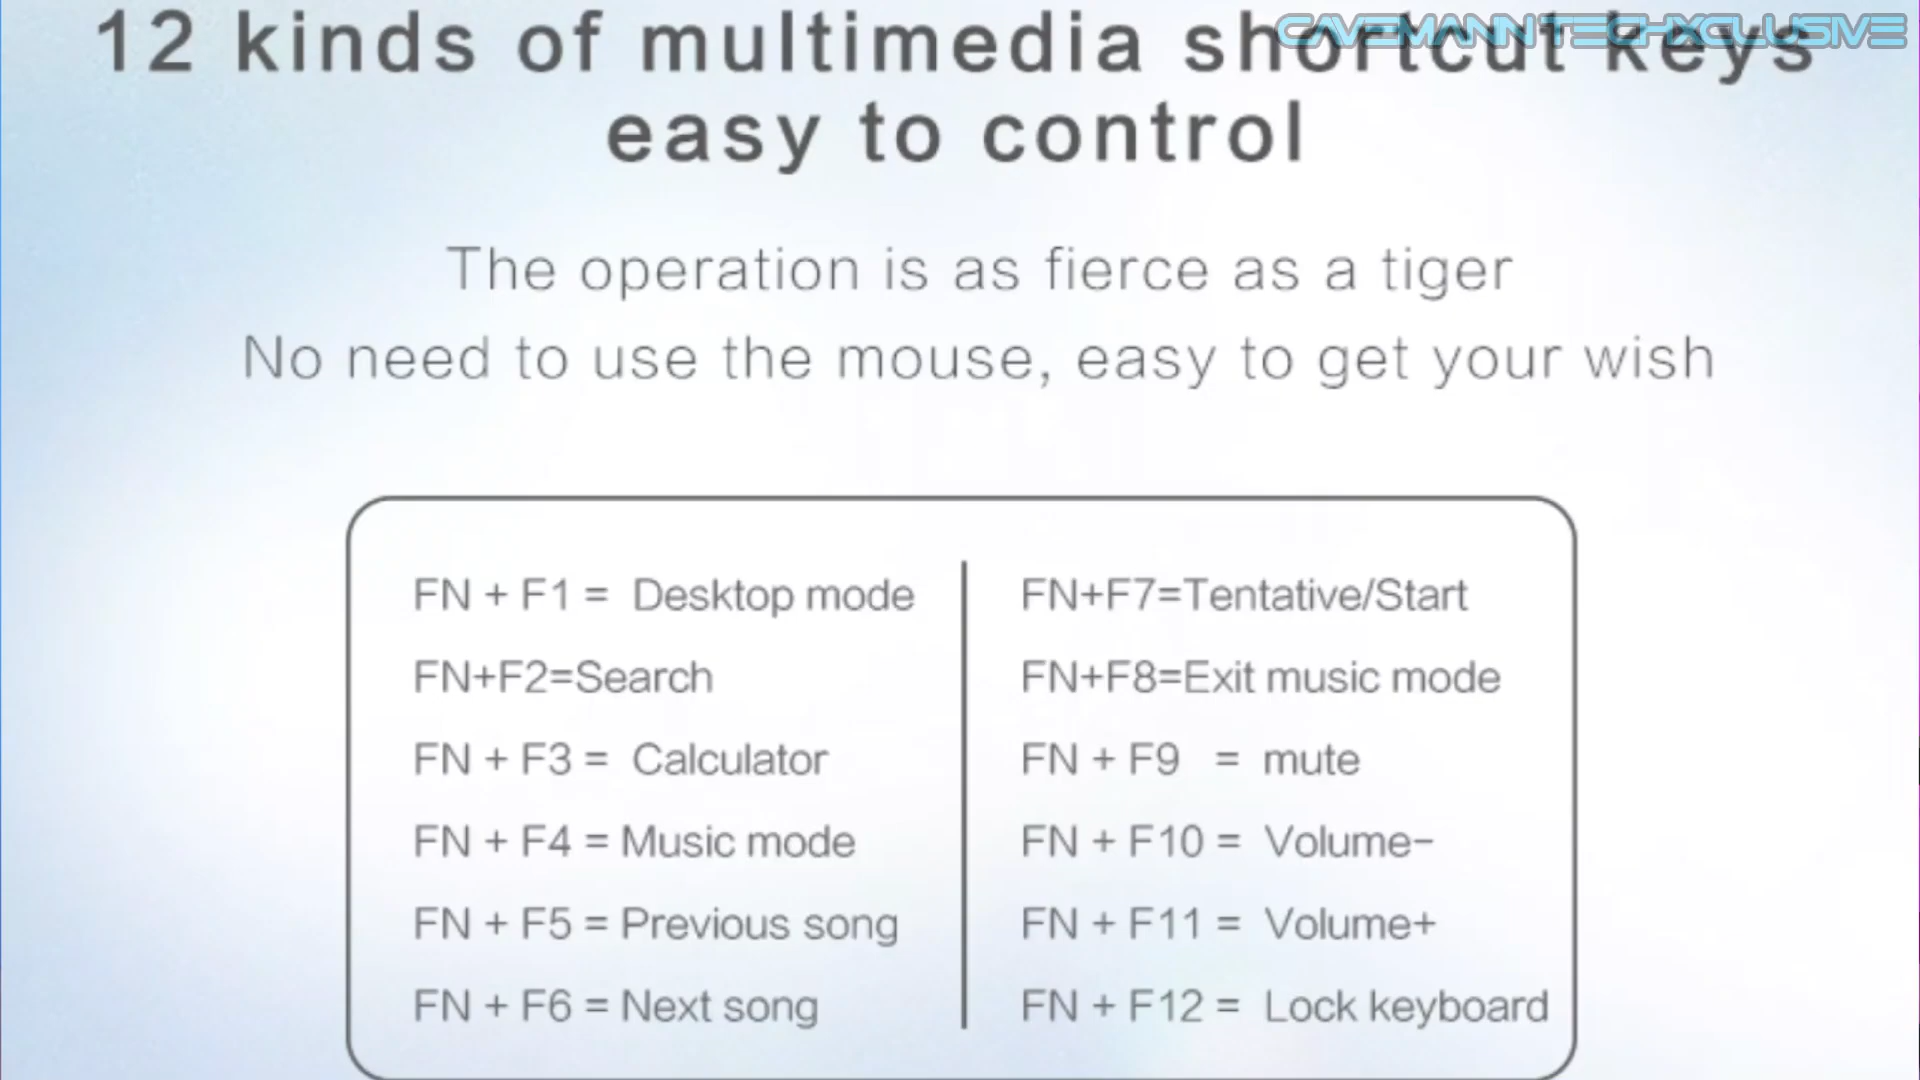 CAVEMANNTECHXCLUSIVE
12 kinds of multimedia shortcut keys
easy to control
The operation is as fierce as a tiger
No need to use the mouse, easy to get your wish
FN + F1 = Desktop mode
FN+F2=Search
FN + F3 = Calculator
FN + F4 = Music mode
FN + F5 = Previous song
FN + F6 = Next song
FN+F7=Tentative/Start
FN+F8=Exit music mode
FN + F9 = mute
FN + F10 = Volume−
FN + F11 = Volume+
FN + F12 = Lock keyboard